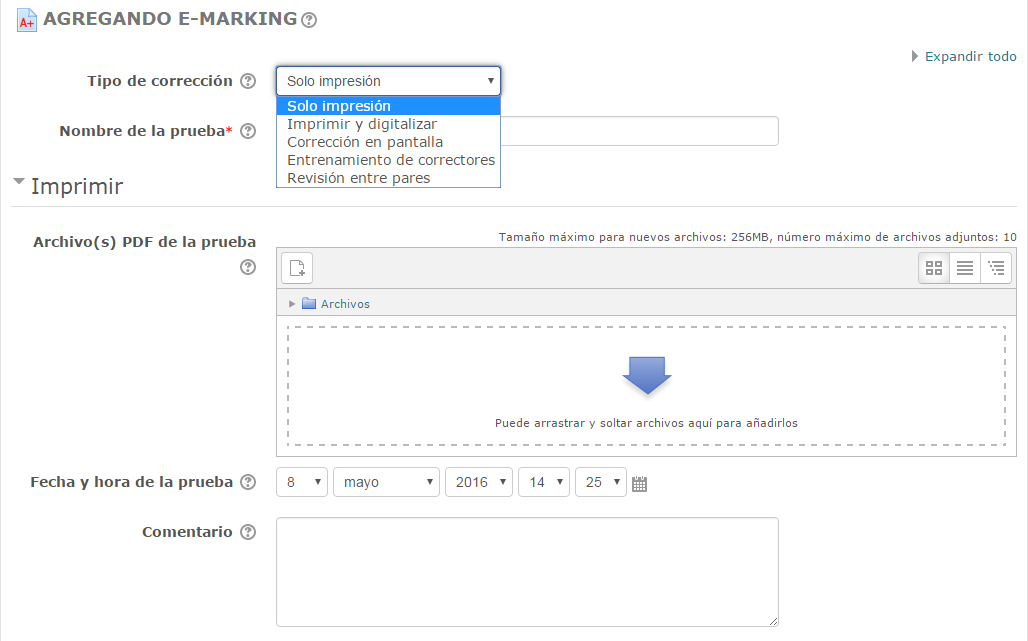 A+ AGREGANDO E-MARKING ?
Expandir todo
Tipo de corrección ? Solo impresión
Solo impresión
Imprimir y digitalizar
Corrección en pantalla
Entrenamiento de correctores
Revisión entre pares
Nombre de la prueba* ?
Imprimir
Archivo(s) PDF de la prueba ?
Tamaño máximo para nuevos archivos: 256MB, número máximo de archivos adjuntos: 10
Archivos
Puede arrastrar y soltar archivos aquí para añadirlos
Fecha y hora de la prueba ? 8 mayo 2016 14 25
Comentario ?